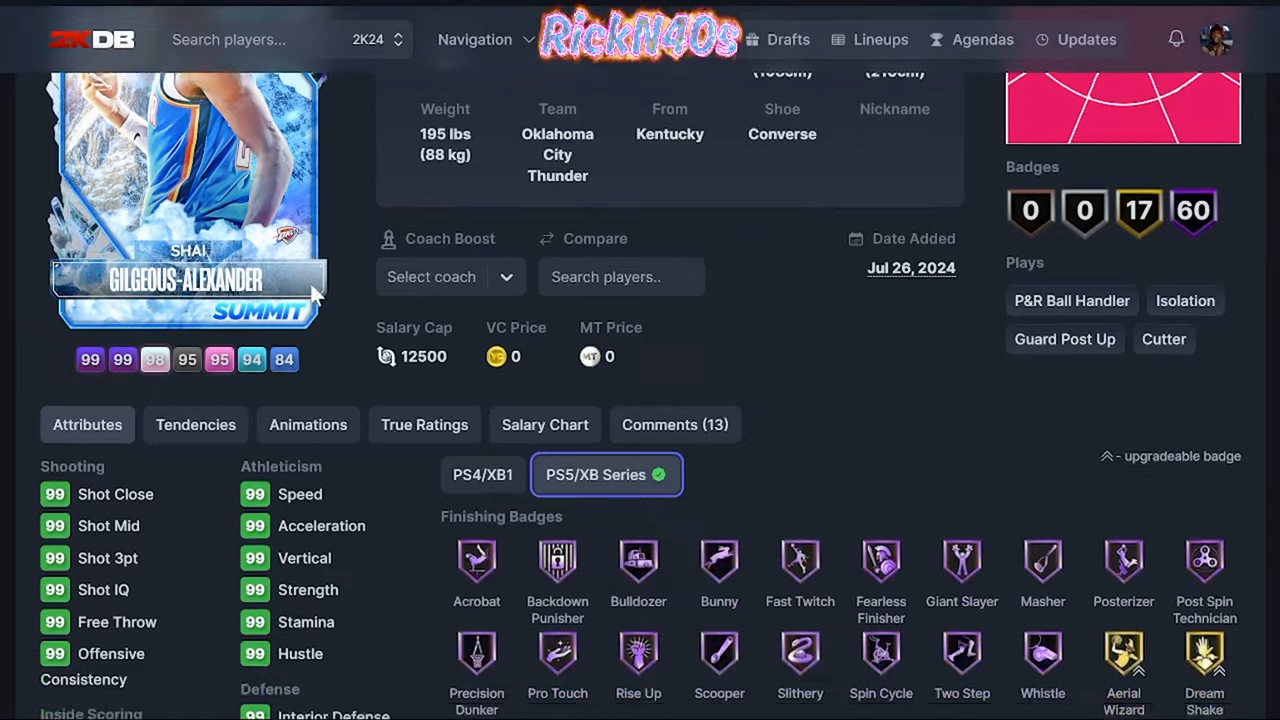 2KDB
Search players...
2K24
Navigation
RickN40s
Drafts
Lineups
Agendas
Updates
Weight
195 lbs
(88 kg)
Team
Oklahoma
City
Thunder
From
Kentucky
Shoe
Converse
Nickname
SHAI
GILGEOUS-ALEXANDER
SUMMIT
99 99 98 95 95 94 84
Coach Boost
Select coach
Compare
Search players..
Date Added
Jul 26, 2024
Salary Cap
12500
VC Price
VC 0
MT Price
MT 0
Badges
0 0 17 60
Plays
P&R Ball Handler
Isolation
Guard Post Up
Cutter
Attributes
Tendencies
Animations
True Ratings
Salary Chart
Comments (13)
Shooting
99 Shot Close
99 Shot Mid
99 Shot 3pt
99 Shot IQ
99 Free Throw
99 Offensive
Consistency
Inside Scoring
Athleticism
99 Speed
99 Acceleration
99 Vertical
99 Strength
99 Stamina
99 Hustle
Defense
99 Interior Defense
PS4/XB1
PS5/XB Series
- upgradeable badge
Finishing Badges
Acrobat
Backdown
Punisher
Bulldozer
Bunny
Fast Twitch
Fearless
Finisher
Giant Slayer
Masher
Posterizer
Post Spin
Technician
Precision
Dunker
Pro Touch
Rise Up
Scooper
Slithery
Spin Cycle
Two Step
Whistle
Aerial
Wizard
Dream
Shake